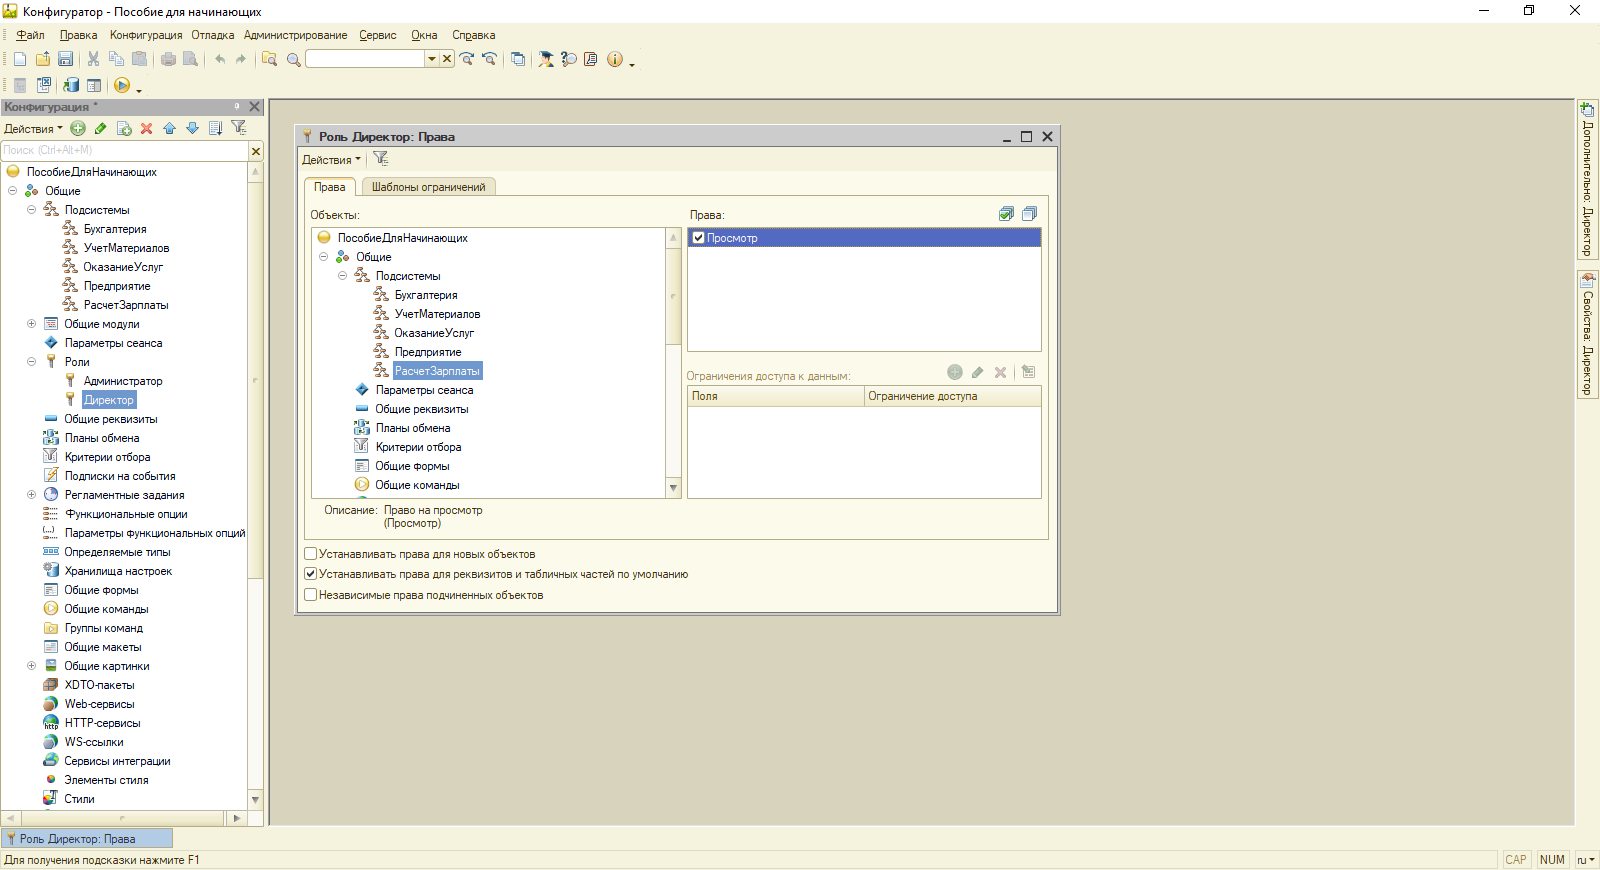 Конфигуратор - Пособие для начинающих
Файл Правка Конфигурация Отладка Администрирование Сервис Окна Справка
Конфигурация *
Действия
Поиск (Ctrl+Alt+M)
ПособиеДляНачинающих
Общие
Подсистемы
Бухгалтерия
УчетМатериалов
ОказаниеУслуг
Предприятие
РасчетЗарплаты
Общие модули
Параметры сеанса
Роли
Администратор
Директор
Общие реквизиты
Планы обмена
Критерии отбора
Подписки на события
Регламентные задания
Функциональные опции
Параметры функциональных опций
Определяемые типы
Хранилища настроек
Общие формы
Общие команды
Группы команд
Общие макеты
Общие картинки
XDTO-пакеты
Web-сервисы
HTTP-сервисы
WS-ссылки
Сервисы интеграции
Элементы стиля
Стили
Роль Директор: Права
Действия
Права Шаблоны ограничений
Объекты:
ПособиеДляНачинающих
Общие
Подсистемы
Бухгалтерия
УчетМатериалов
ОказаниеУслуг
Предприятие
РасчетЗарплаты
Параметры сеанса
Общие реквизиты
Планы обмена
Критерии отбора
Общие формы
Общие команды
Права:
Просмотр
Ограничения доступа к данным:
Поля Ограничение доступа
Описание: Право на просмотр
(Просмотр)
Устанавливать права для новых объектов
Устанавливать права для реквизитов и табличных частей по умолчанию
Независимые права подчиненных объектов
Дополнительно: Директор
Свойства: Директор
Роль Директор: Права
Для получения подсказки нажмите F1
CAP NUM ru